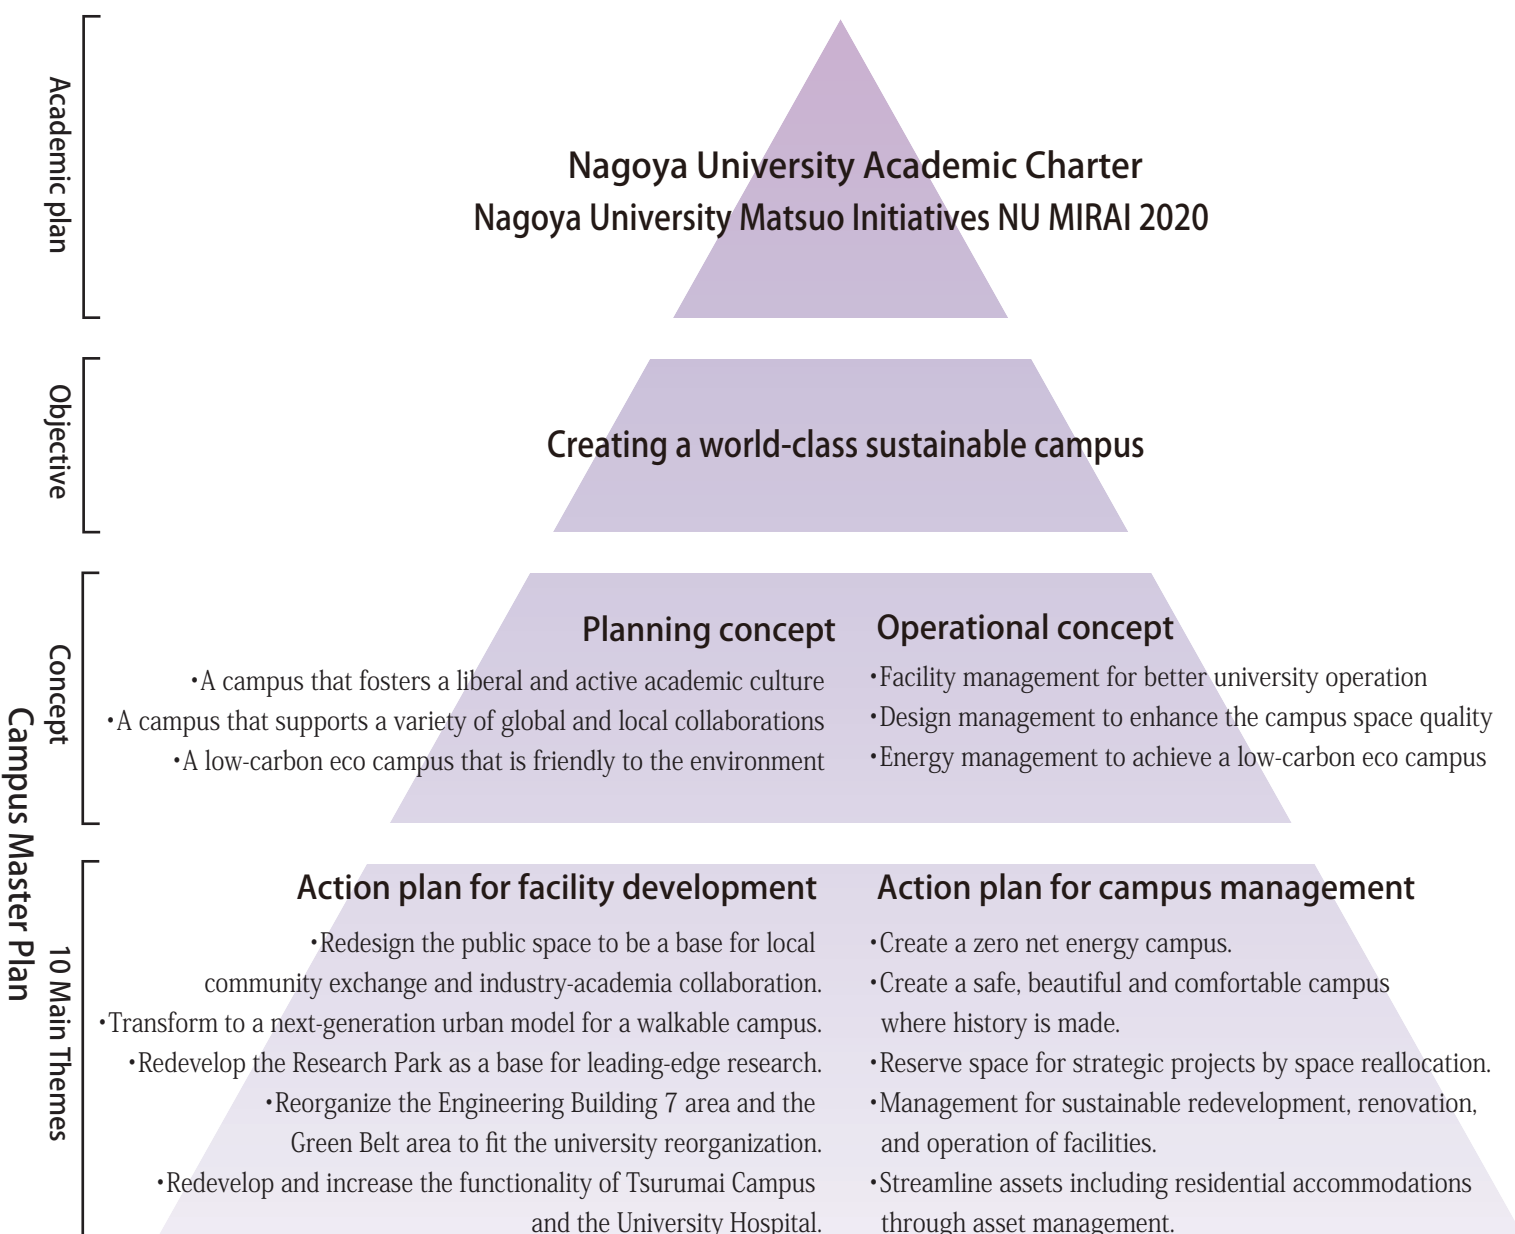 Academic plan
Nagoya University Academic Charter
Nagoya University Matsuo Initiatives NU MIRAI 2020
Objective
Creating a world-class sustainable campus
Campus Master Plan
Concept
Planning concept
・A campus that fosters a liberal and active academic culture
・A campus that supports a variety of global and local collaborations
・A low-carbon eco campus that is friendly to the environment
Operational concept
・Facility management for better university operation
・Design management to enhance the campus space quality
・Energy management to achieve a low-carbon eco campus
10 Main Themes
Action plan for facility development
・Redesign the public space to be a base for local
community exchange and industry-academia collaboration.
・Transform to a next-generation urban model for a walkable campus.
・Redevelop the Research Park as a base for leading-edge research.
・Reorganize the Engineering Building 7 area and the
Green Belt area to fit the university reorganization.
・Redevelop and increase the functionality of Tsurumai Campus
and the University Hospital.
Action plan for campus management
・Create a zero net energy campus.
・Create a safe, beautiful and comfortable campus
where history is made.
・Reserve space for strategic projects by space reallocation.
・Management for sustainable redevelopment, renovation,
and operation of facilities.
・Streamline assets including residential accommodations
through asset management.